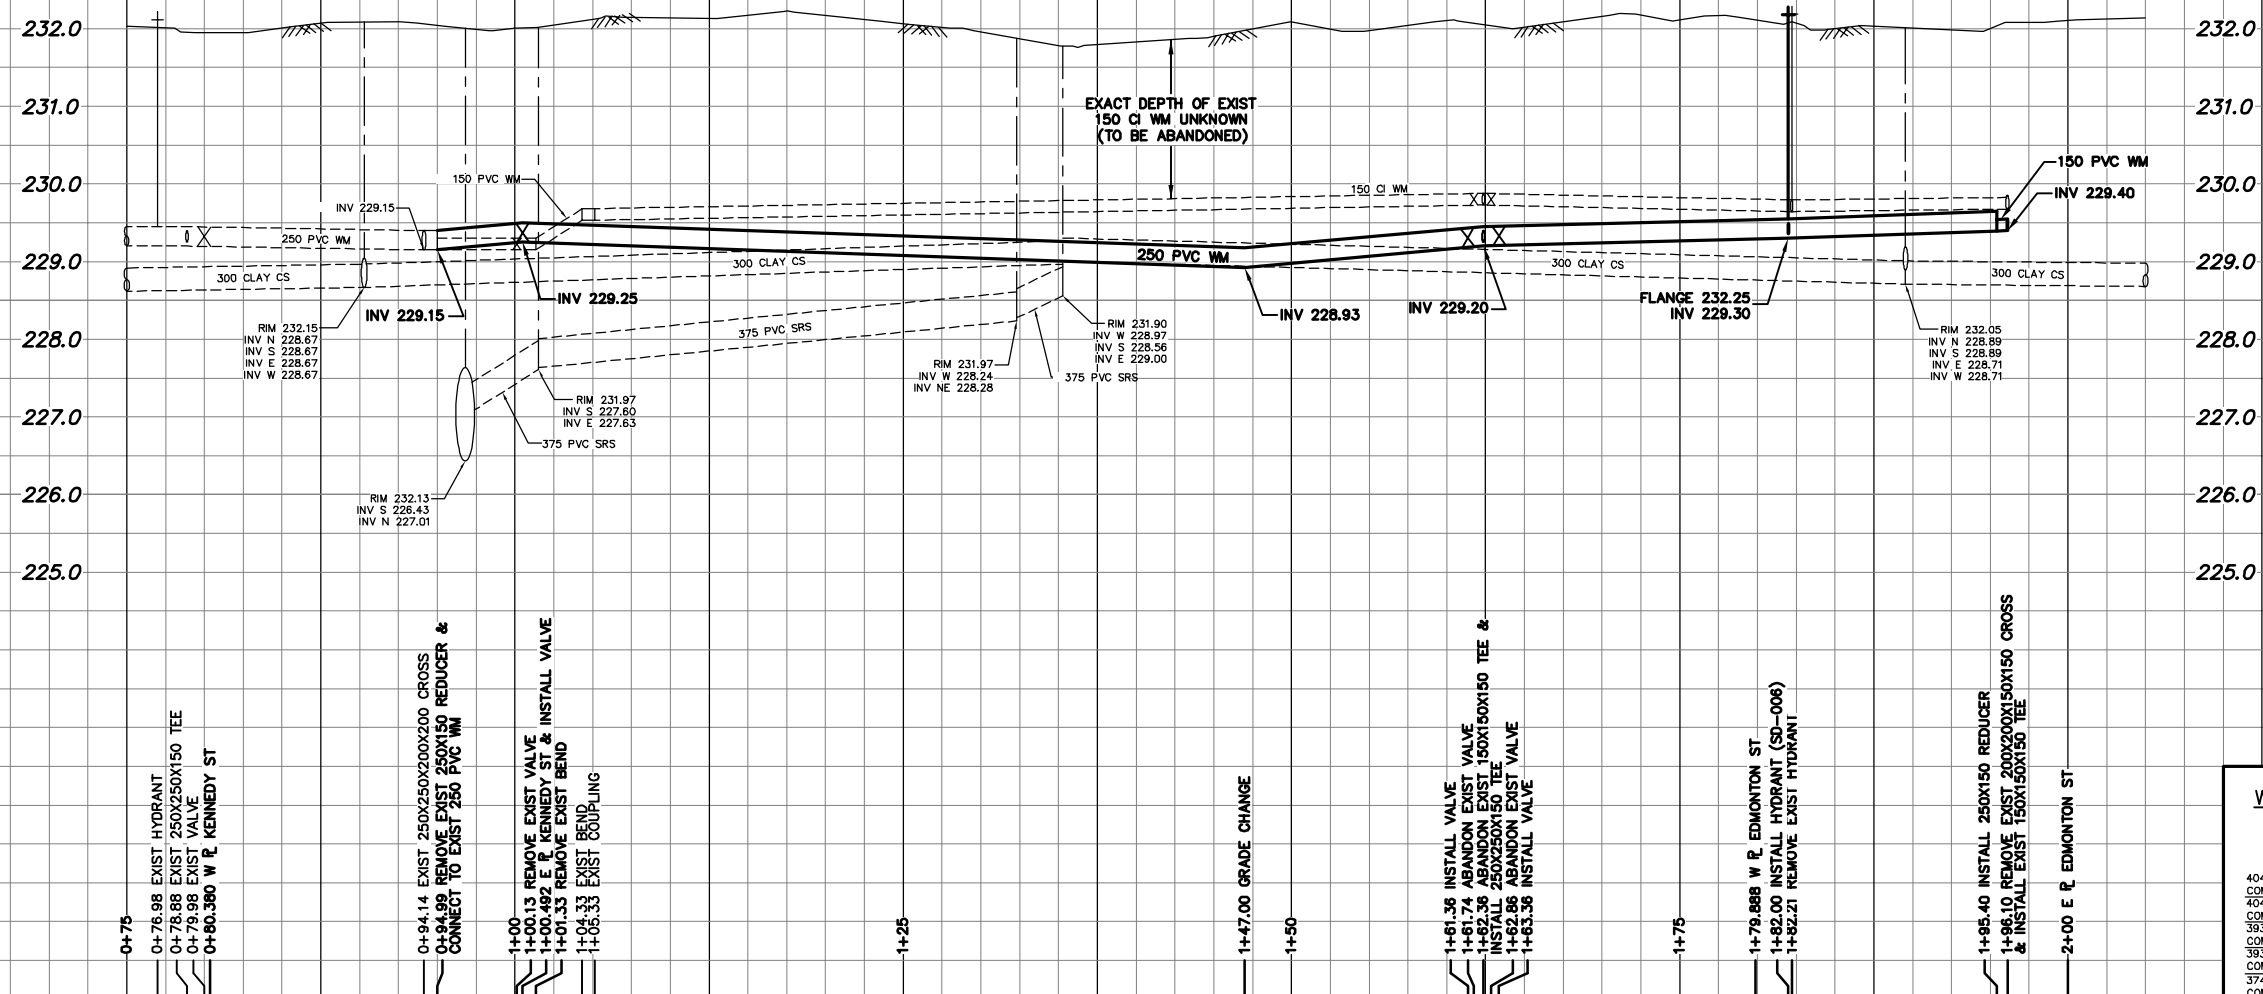 232.0
231.0
230.0
229.0
228.0
227.0
226.0
225.0
232.0
231.0
230.0
229.0
228.0
227.0
226.0
225.0
EXACT DEPTH OF EXIST
150 CI WM UNKNOWN
(TO BE ABANDONED)
150 PVC WM
INV 229.40
150 PVC WM
150 CI WM
INV 229.15
250 PVC WM
300 CLAY CS
300 CLAY CS
250 PVC WM
300 CLAY CS
300 CLAY CS
INV 229.15
INV 229.25
INV 228.93
INV 229.20
FLANGE 232.25
INV 229.30
RIM 232.15
INV N 228.67
INV S 228.67
INV E 228.67
INV W 228.67
375 PVC SRS
RIM 231.97
INV W 228.24
INV NE 228.28
RIM 231.90
INV W 228.97
INV S 228.56
INV E 229.00
375 PVC SRS
RIM 232.05
INV N 228.89
INV S 228.89
INV E 228.71
INV W 228.71
RIM 231.97
INV S 227.60
INV E 227.63
375 PVC SRS
RIM 232.13
INV S 226.43
INV N 227.01
0+75
0+76.98 EXIST HYDRANT
0+78.88 EXIST 250X250X150 TEE
0+79.98 EXIST VALVE
0+80.380 W PL KENNEDY ST
0+94.14 EXIST 250X250X200X200 CROSS
0+94.99 REMOVE EXIST 250X150 REDUCER &
CONNECT TO EXIST 250 PVC WM
1+00
1+00.13 REMOVE EXIST VALVE
1+00.492 E PL KENNEDY ST & INSTALL VALVE
1+01.33 REMOVE EXIST BEND
1+04.33 EXIST BEND
1+05.33 EXIST COUPLING
1+25
1+47.00 GRADE CHANGE
1+50
1+61.36 INSTALL VALVE
1+61.74 ABANDON EXIST VALVE
1+62.36 ABANDON EXIST 150X150X150 TEE &
INSTALL 250X250X150 TEE
1+62.86 ABANDON EXIST VALVE
1+63.36 INSTALL VALVE
1+75
1+79.888 W PL EDMONTON ST
1+82.00 INSTALL HYDRANT (SD-006)
1+82.21 REMOVE EXIST HYDRANT
1+95.40 INSTALL 250X150 REDUCER
1+96.10 REMOVE EXIST 200X200X150X150 CROSS
& INSTALL EXIST 150X150X150 TEE
2+00 E PL EDMONTON ST